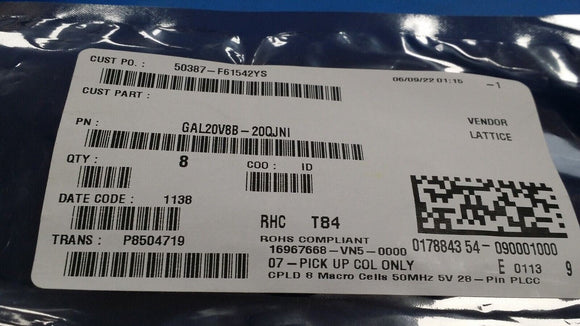 CUST PO.: 50387-F61542YS
06/09/22 01:15 -1
CUST PART:
VENDOR
LATTICE
PN: GAL20V8B-20QJNI
QTY: 8 COO: ID
DATE CODE: 1138
RHC T84
TRANS: P8504719
ROHS COMPLIANT
16967668-VN5-0000
0178843 54-090001000
07-PICK UP COL ONLY
E 0113 9
CPLD 8 Macro Cells 50MHz 5V 28-Pin PLCC